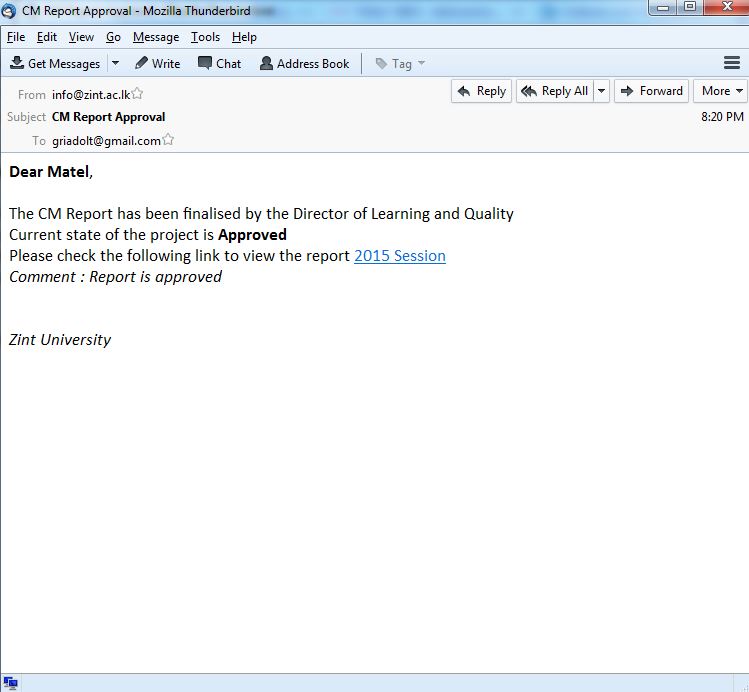 CM Report Approval - Mozilla Thunderbird
File Edit View Go Message Tools Help
Get Messages Write Chat Address Book Tag
From info@zint.ac.lk Reply Reply All Forward More
Subject CM Report Approval 8:20 PM
To griadolt@gmail.com
Dear Matel,
The CM Report has been finalised by the Director of Learning and Quality
Current state of the project is Approved
Please check the following link to view the report 2015 Session
Comment : Report is approved
Zint University